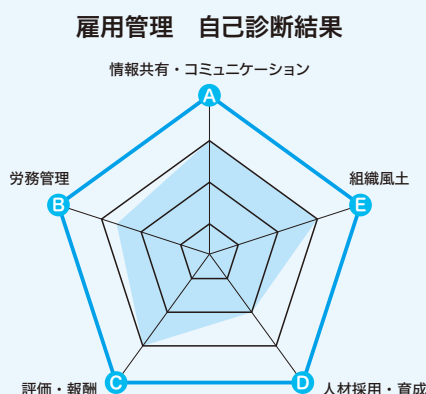 雇用管理　自己診断結果
情報共有・コミュニケーション
A
労務管理
組織風土
B
E
C
D
評価・報酬
人材採用・育成